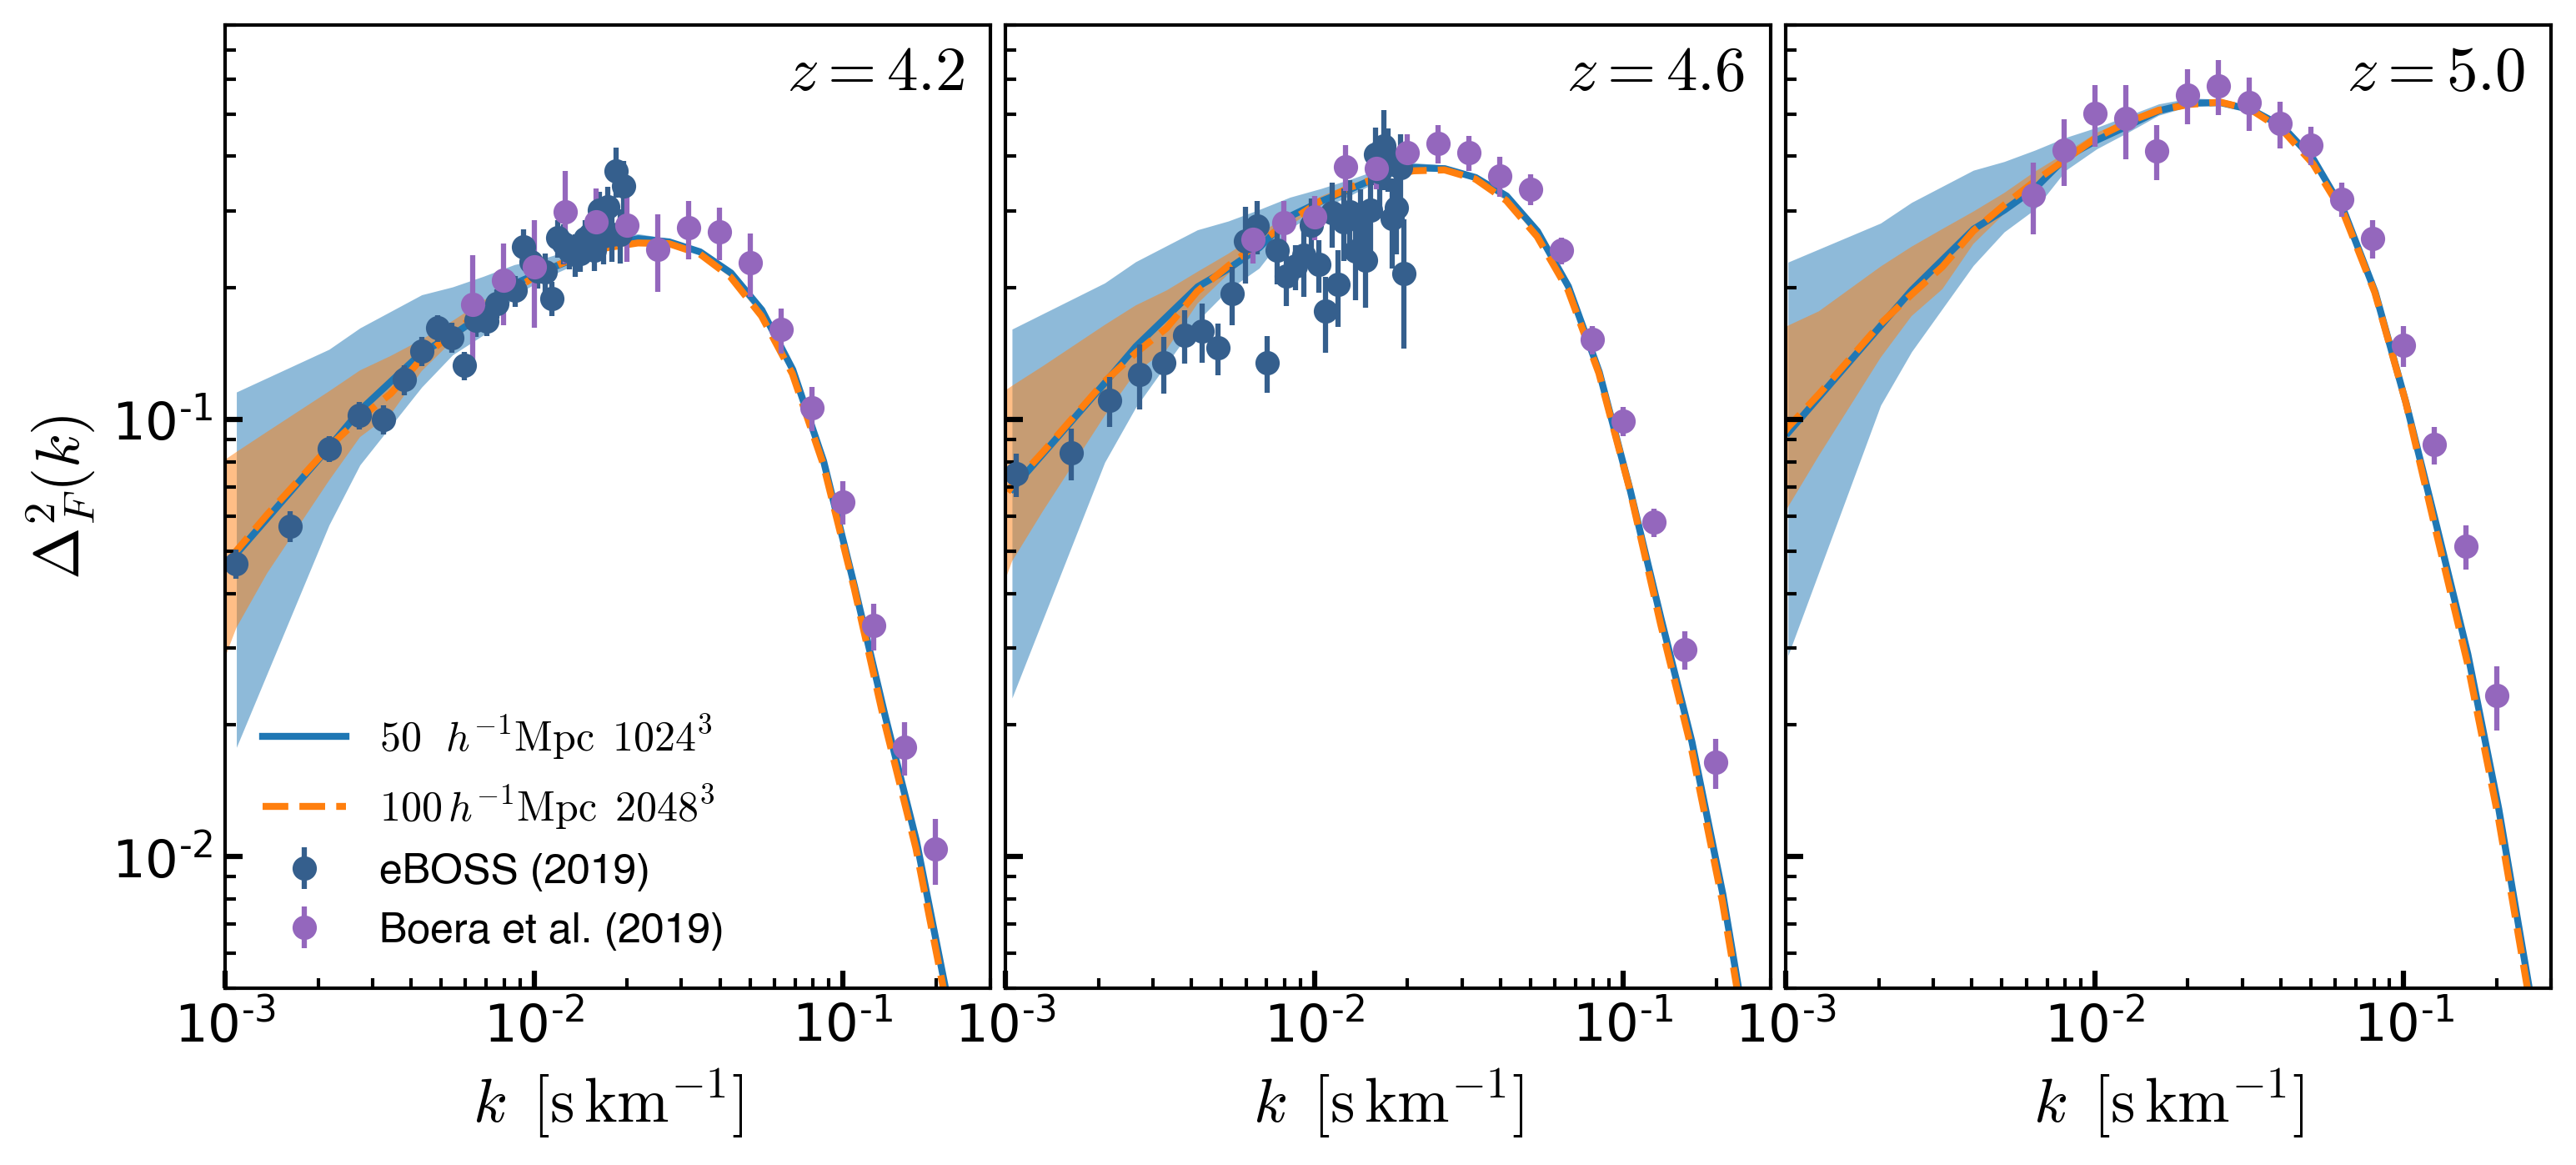 z = 4.2
z = 4.6
z = 5.0
Δ²_F(k)
10⁻¹
10⁻²
50 h⁻¹Mpc 1024³
100 h⁻¹Mpc 2048³
eBOSS (2019)
Boera et al. (2019)
10⁻³ 10⁻² 10⁻¹
10⁻³ 10⁻² 10⁻¹
10⁻³ 10⁻² 10⁻¹
k [s km⁻¹]
k [s km⁻¹]
k [s km⁻¹]